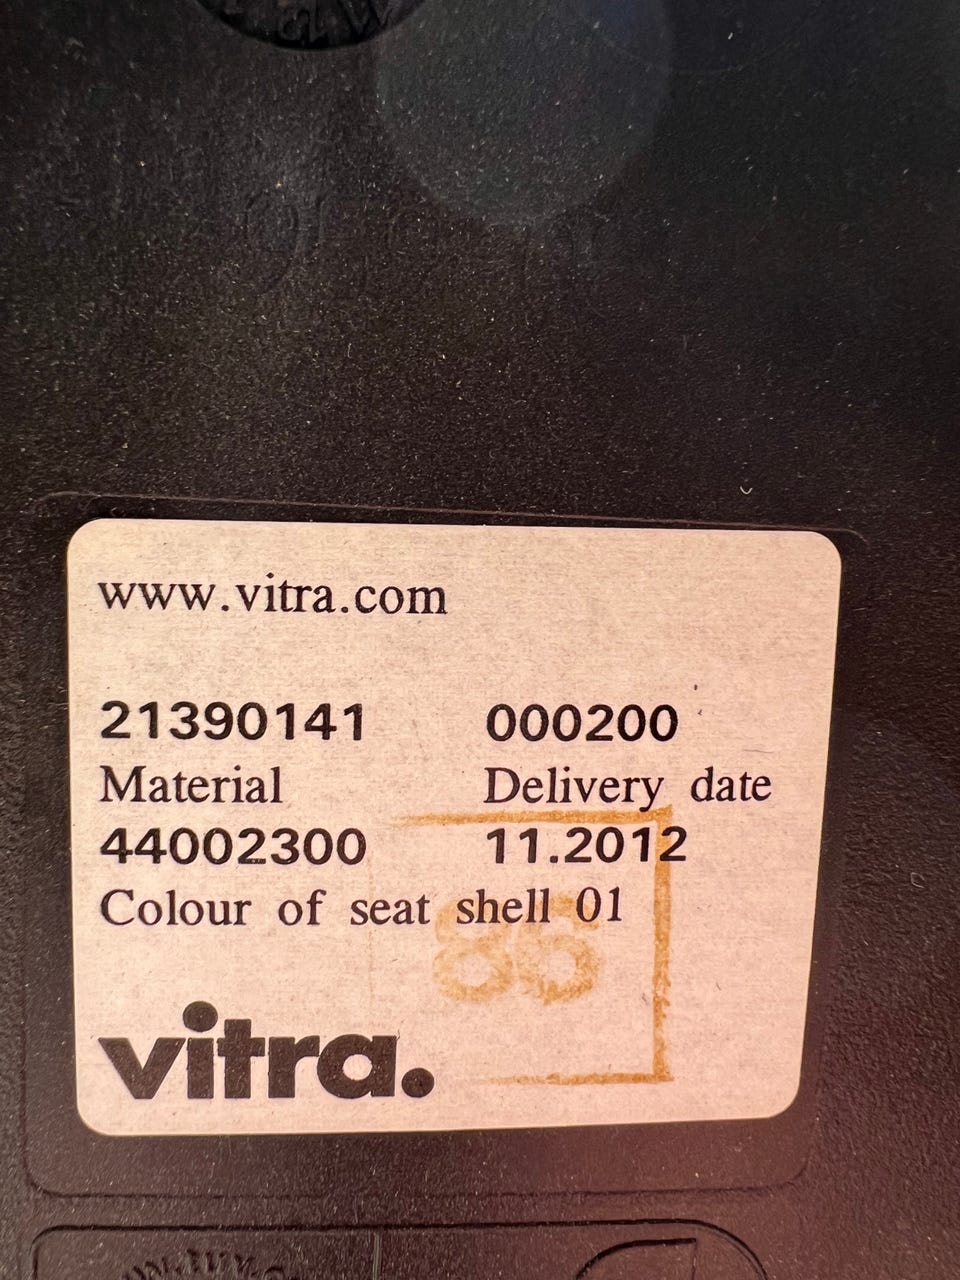 www.vitra.com
21390141 000200
Material Delivery date
44002300 11.2012
Colour of seat shell 01
86
vitra.